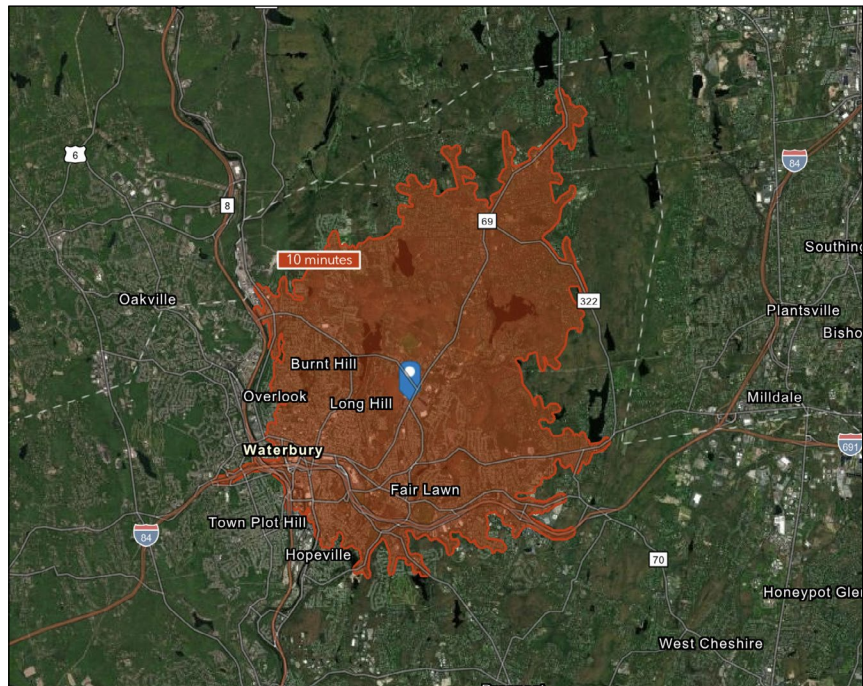 6
84
8
69
Southing
10 minutes
Oakville
322
Plantsville
Bisho
Burnt Hill
Overlook
Long Hill
Milldale
691
Waterbury
Fair Lawn
Town Plot Hill
84
Hopeville
70
Honeypot Gle
West Cheshire